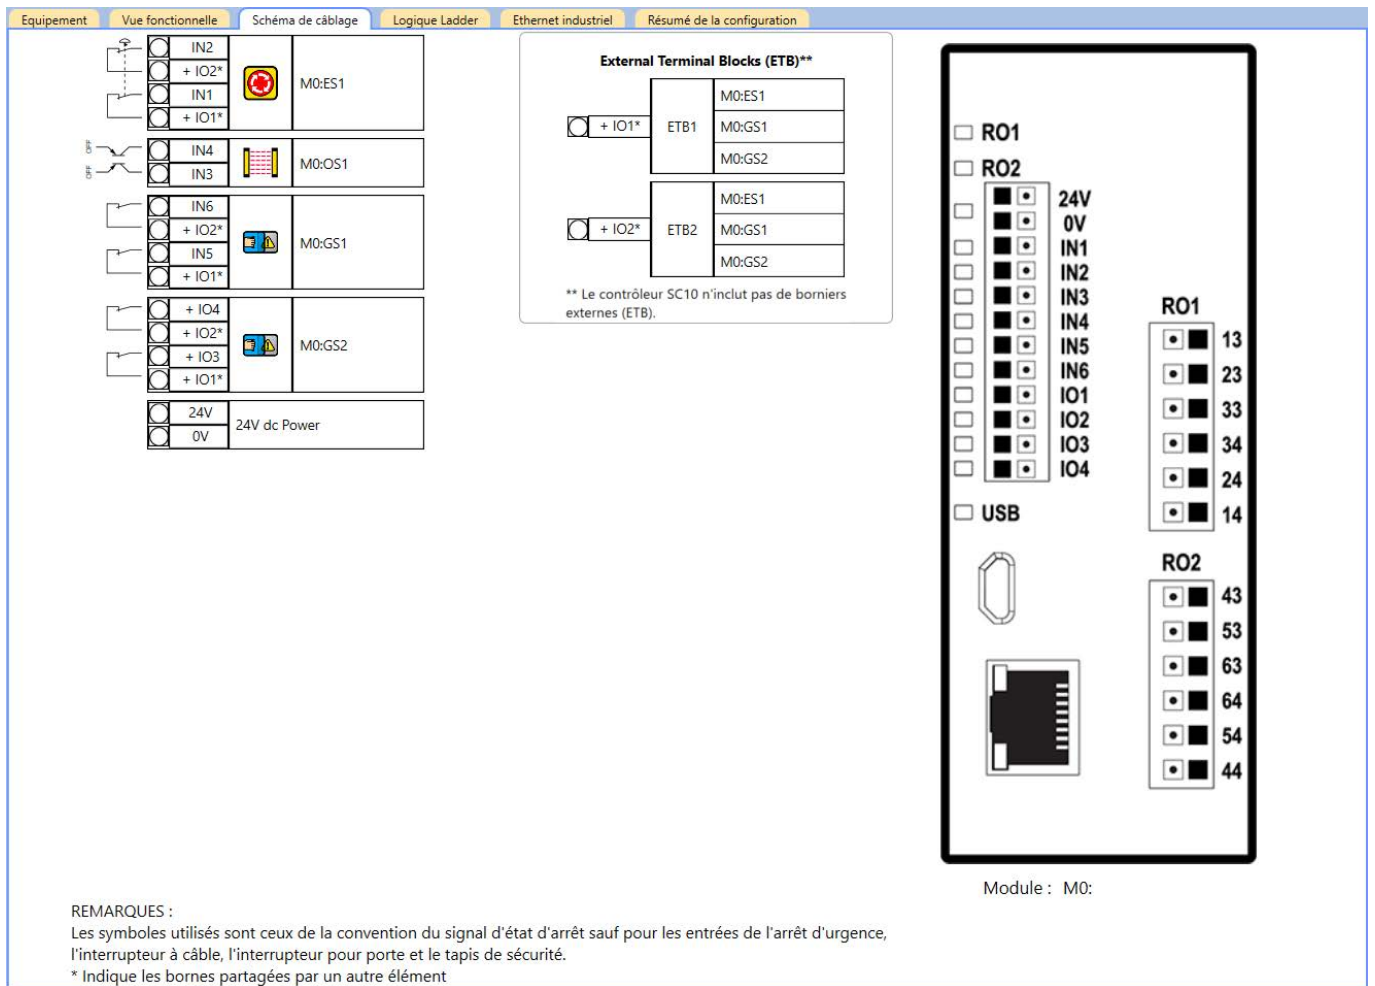 Equipement
Vue fonctionnelle
Schéma de câblage
Logique Ladder
Ethernet industriel
Résumé de la configuration
IN2
+ IO2*
IN1
+ IO1*
M0:ES1
OFF
OFF
IN4
IN3
M0:OS1
IN6
+ IO2*
IN5
+ IO1*
M0:GS1
+ IO4
+ IO2*
+ IO3
+ IO1*
M0:GS2
24V
0V
24V dc Power
External Terminal Blocks (ETB)**
+ IO1*
ETB1
M0:ES1
M0:GS1
M0:GS2
+ IO2*
ETB2
M0:ES1
M0:GS1
M0:GS2
** Le contrôleur SC10 n'inclut pas de borniers
externes (ETB).
RO1
RO2
24V
0V
IN1
IN2
IN3
IN4
IN5
IN6
IO1
IO2
IO3
IO4
USB
RO1
13
23
33
34
24
14
RO2
43
53
63
64
54
44
Module : M0:
REMARQUES :
Les symboles utilisés sont ceux de la convention du signal d'état d'arrêt sauf pour les entrées de l'arrêt d'urgence,
l'interrupteur à câble, l'interrupteur pour porte et le tapis de sécurité.
* Indique les bornes partagées par un autre élément